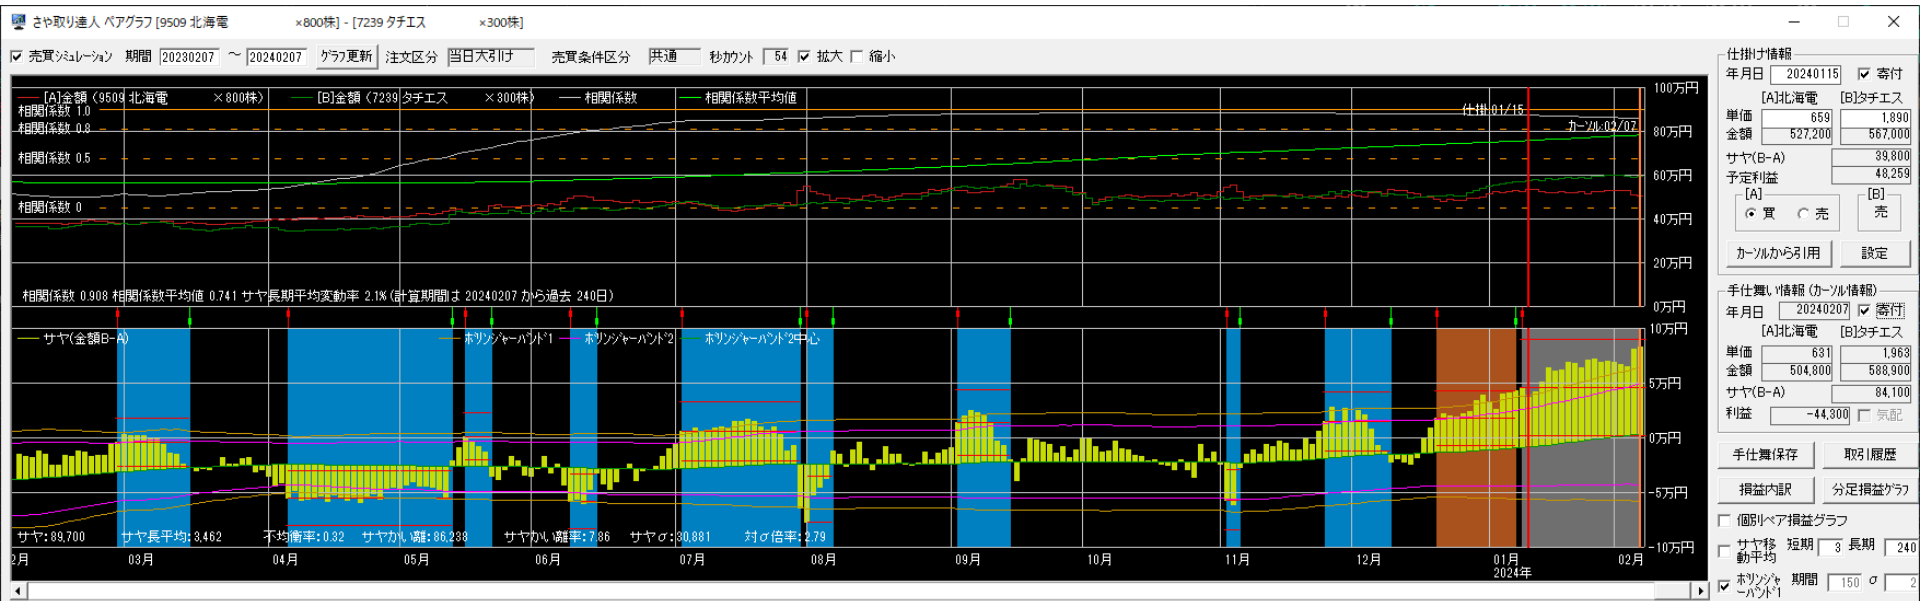 さや取り達人 ペアグラフ [9509 北海電 ×800株] - [7239 タチエス ×300株]
売買シミュレーション 期間 20230207 ～ 20240207 グラフ更新 注文区分 当日大引け 売買条件区分 共通 秒カウント 54 拡大 縮小
[A]金額 (9509 北海電 ×800株) [B]金額 (7239 タチエス ×300株) 相関係数 相関係数平均値
相関係数 1.0
相関係数 0.8
相関係数 0.5
相関係数 0
仕掛:01/15
カーソル:02/07
100万円
80万円
60万円
40万円
20万円
0万円
相関係数 0.908 相関係数平均値 0.741 サヤ長期平均変動率 2.1% (計算期間は 20240207 から過去 240日)
サヤ(金額B-A) ボリンジャーバンド1 ボリンジャーバンド2 ボリンジャーバンド2中心
10万円
5万円
0万円
-5万円
-10万円
サヤ:89,700 サヤ長平均:3,462 不均衡率:0.32 サヤかい離:86,238 サヤかい離率:7.86 サヤσ:30,881 対σ倍率:2.79
2月 03月 04月 05月 06月 07月 08月 09月 10月 11月 12月 01月 02月
2024年
仕掛け情報
年月日 20240115 寄付
[A]北海電 [B]タチエス
単価 659 1,890
金額 527,200 567,000
サヤ(B-A) 39,800
予定利益 48,259
[A] [B]
買 売 売
カーソルから引用 設定
手仕舞い情報 (カーソル情報)
年月日 20240207 寄付
[A]北海電 [B]タチエス
単価 631 1,963
金額 504,800 588,900
サヤ(B-A) 84,100
利益 -44,300 気配
手仕舞保存 取引履歴
損益内訳 分足損益グラフ
個別ペア損益グラフ
サヤ移動平均 短期 3 長期 240
ボリンジャーバンド1 期間 150 σ 2